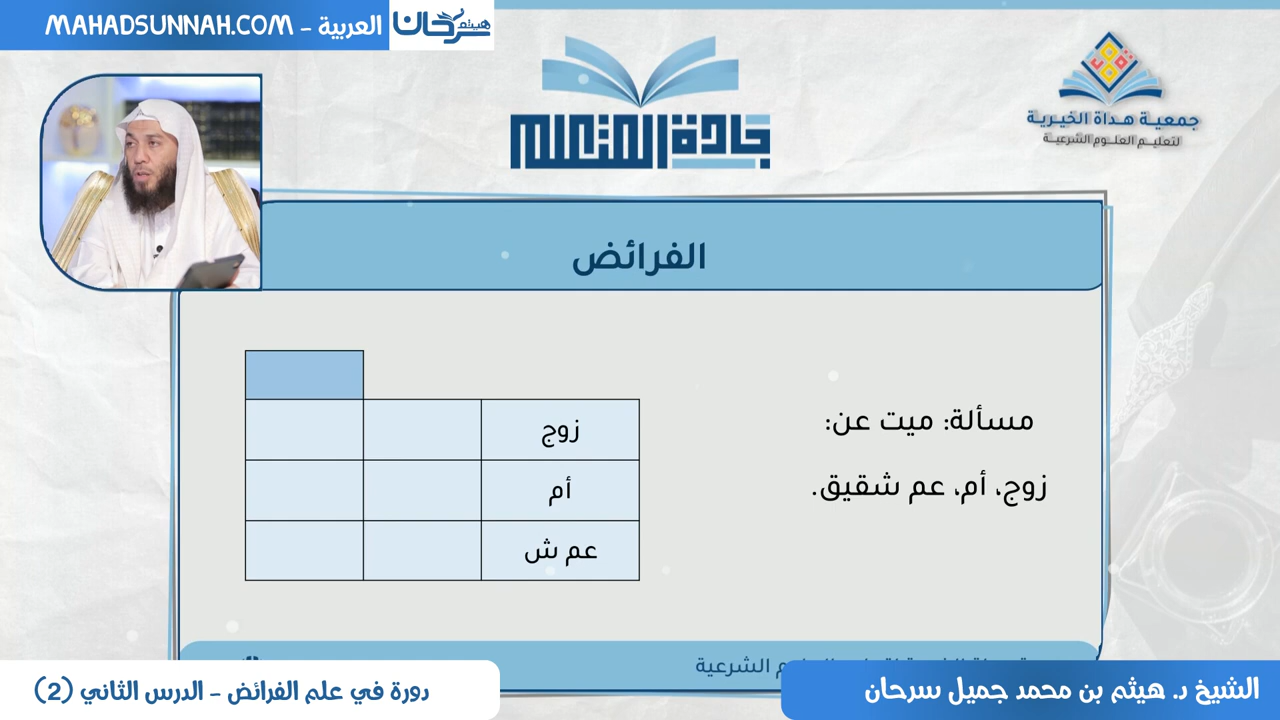 MAHADSUNNAH.COM - العربية
هيثم سرحان
جمعية هداة الخيرية
لتعليم العلوم الشرعية
جادة المتعلم
الفرائض
مسألة: ميت عن:
زوج، أم، عم شقيق.
زوج
أم
عم ش
الشرعية
الشيخ د. هيثم بن محمد جميل سرحان
دورة في علم الفرائض - الدرس الثاني (2)